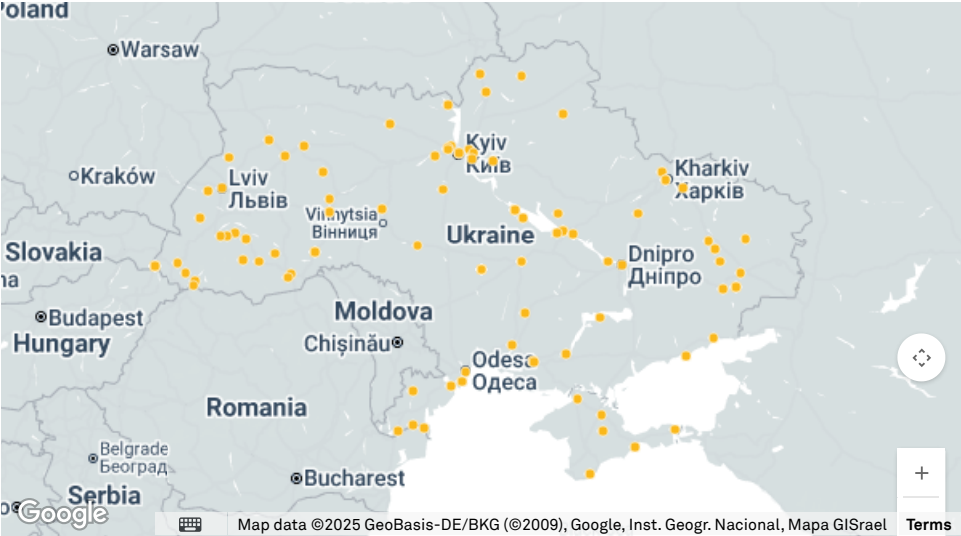 Poland
Warsaw
Kyiv
Київ
Kharkiv
Харків
Kraków
Lviv
Львів
Vinnytsia
Вінниця
Ukraine
Dnipro
Дніпро
Slovakia
Budapest
Hungary
Moldova
Chișinău
Odesa
Одеса
Romania
Belgrade
Београд
Bucharest
Serbia
Google
Map data ©2025 GeoBasis-DE/BKG (©2009), Google, Inst. Geogr. Nacional, Mapa GISrael
Terms